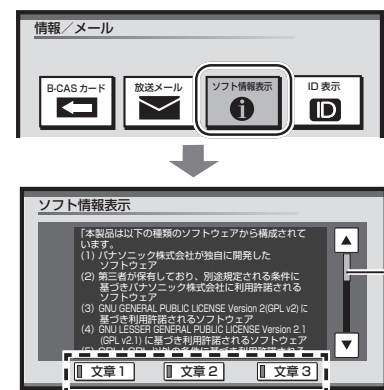 情報／メール
B-CAS カード
放送メール
ソフト情報表示
ID 表示
ソフト情報表示
「本製品は以下の種類のソフトウェアから構成されて
います。
(1) パナソニック株式会社が独自に開発した
ソフトウェア
(2) 第三者が保有しており、別途規定される条件に
基づきパナソニック株式会社に利用許諾される
ソフトウェア
(3) GNU GENERAL PUBLIC LICENSE Version 2(GPL v2) に
基づき利用許諾されるソフトウェア
(4) GNU LESSER GENERAL PUBLIC LICENSE Version 2.1
(GPL v2.1) に基づき利用許諾されるソフトウェア
文章 1
文章 2
文章 3